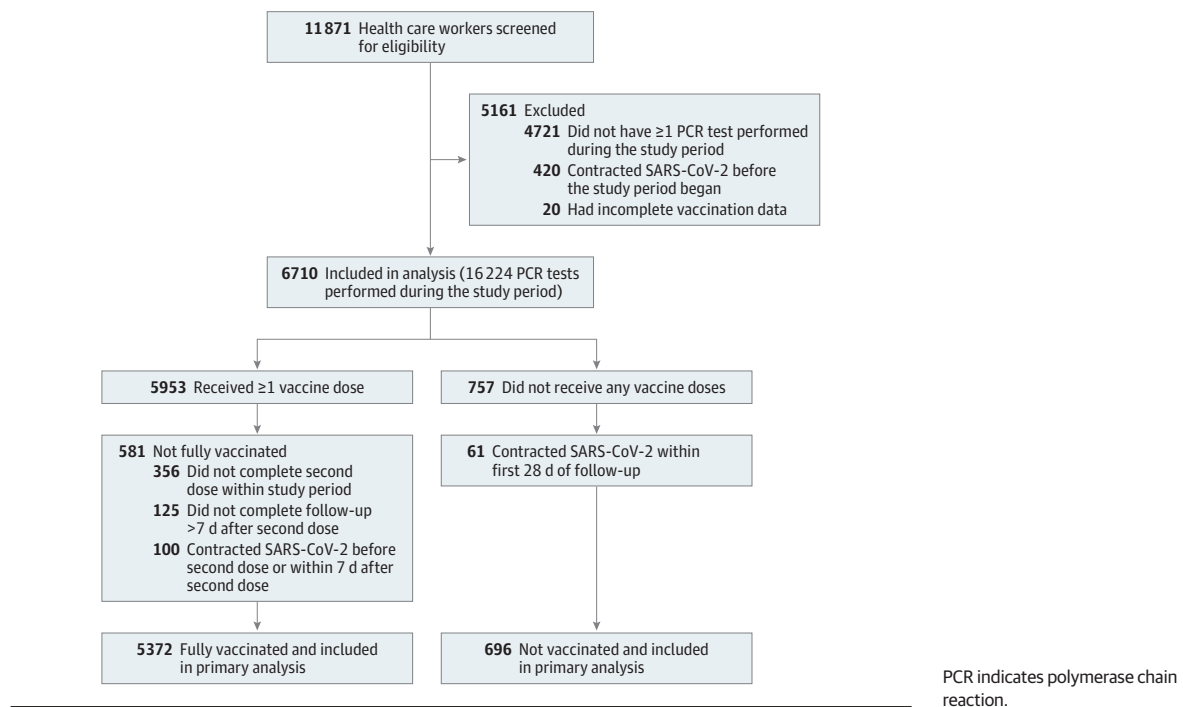 11871 Health care workers screened
for eligibility
5161 Excluded
4721 Did not have ≥1 PCR test performed
during the study period
420 Contracted SARS-CoV-2 before
the study period began
20 Had incomplete vaccination data
6710 Included in analysis (16224 PCR tests
performed during the study period)
5953 Received ≥1 vaccine dose
757 Did not receive any vaccine doses
581 Not fully vaccinated
356 Did not complete second
dose within study period
125 Did not complete follow-up
>7 d after second dose
100 Contracted SARS-CoV-2 before
second dose or within 7 d after
second dose
61 Contracted SARS-CoV-2 within
first 28 d of follow-up
5372 Fully vaccinated and included
in primary analysis
696 Not vaccinated and included
in primary analysis
PCR indicates polymerase chain
reaction.